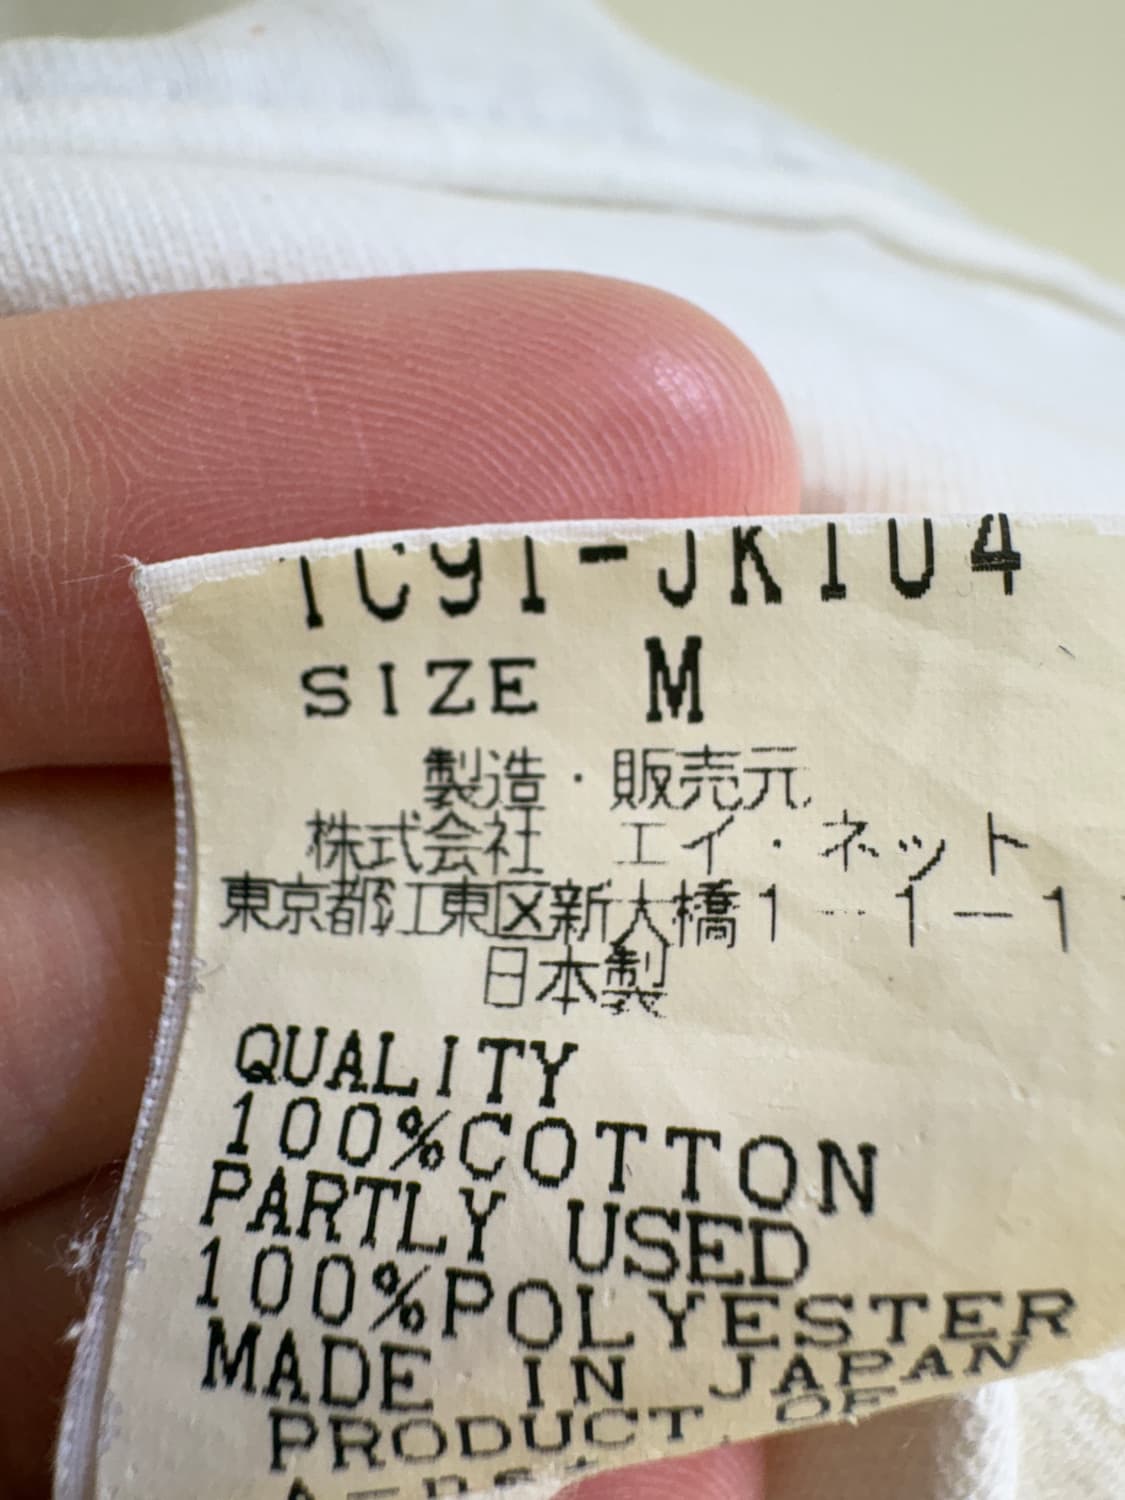 SIZE M
製造・販売元
株式会社 エイ・ネット
東京都江東区新大橋1-1-1
日本製
QUALITY
100%COTTON
PARTLY USED
100%POLYESTER
MADE IN JAPAN
PRODUCT OF